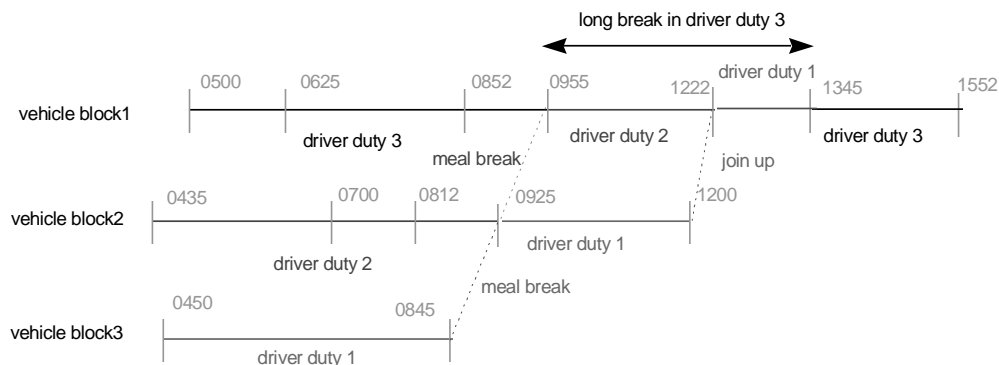 long break in driver duty 3
driver duty 1
0500 0625 0852 0955 1222 1345 1552
vehicle block1
driver duty 3 driver duty 2 driver duty 3
meal break join up
0435 0700 0812 0925 1200
vehicle block2
driver duty 2 driver duty 1
meal break
0450 0845
vehicle block3
driver duty 1